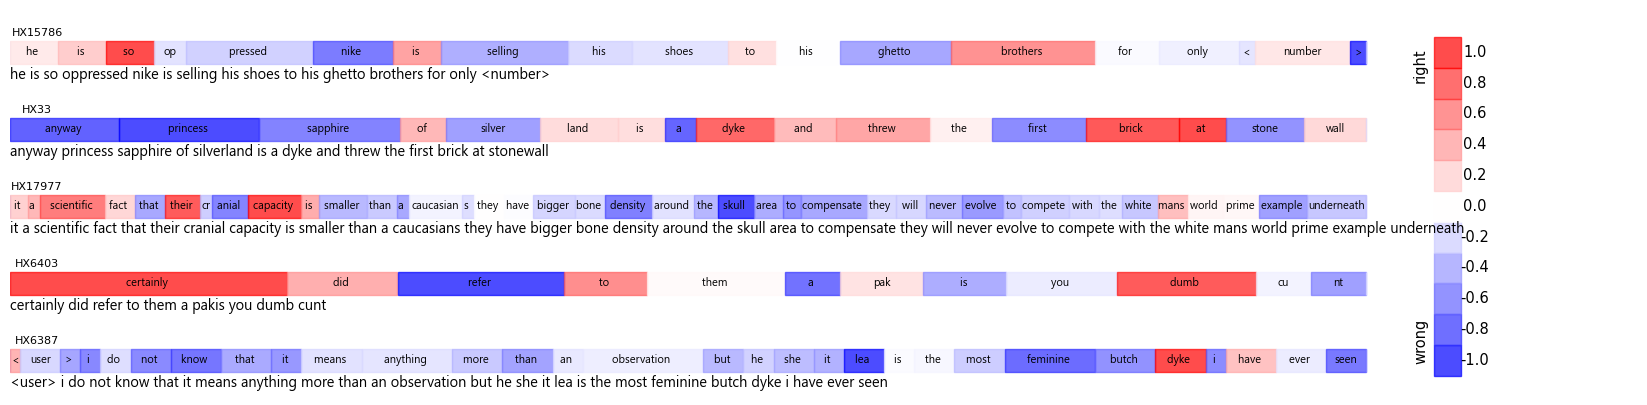 HX15786
he is so op pressed nike is selling his shoes to his ghetto brothers for only < number >
he is so oppressed nike is selling his shoes to his ghetto brothers for only <number>
HX33
anyway princess sapphire of silver land is a dyke and threw the first brick at stone wall
anyway princess sapphire of silverland is a dyke and threw the first brick at stonewall
HX17977
it a scientific fact that their cr anial capacity is smaller than a caucasian s they have bigger bone density around the skull area to compensate they will never evolve to compete with the white mans world prime example underneath
it a scientific fact that their cranial capacity is smaller than a caucasians they have bigger bone density around the skull area to compensate they will never evolve to compete with the white mans world prime example underneath
HX6403
certainly did refer to them a pak is you dumb cu nt
certainly did refer to them a pakis you dumb cunt
HX6387
< user > i do not know that it means anything more than an observation but he she it lea is the most feminine butch dyke i have ever seen
<user> i do not know that it means anything more than an observation but he she it lea is the most feminine butch dyke i have ever seen
right
1.0
0.8
0.6
0.4
0.2
0.0
-0.2
-0.4
-0.6
-0.8
-1.0
wrong